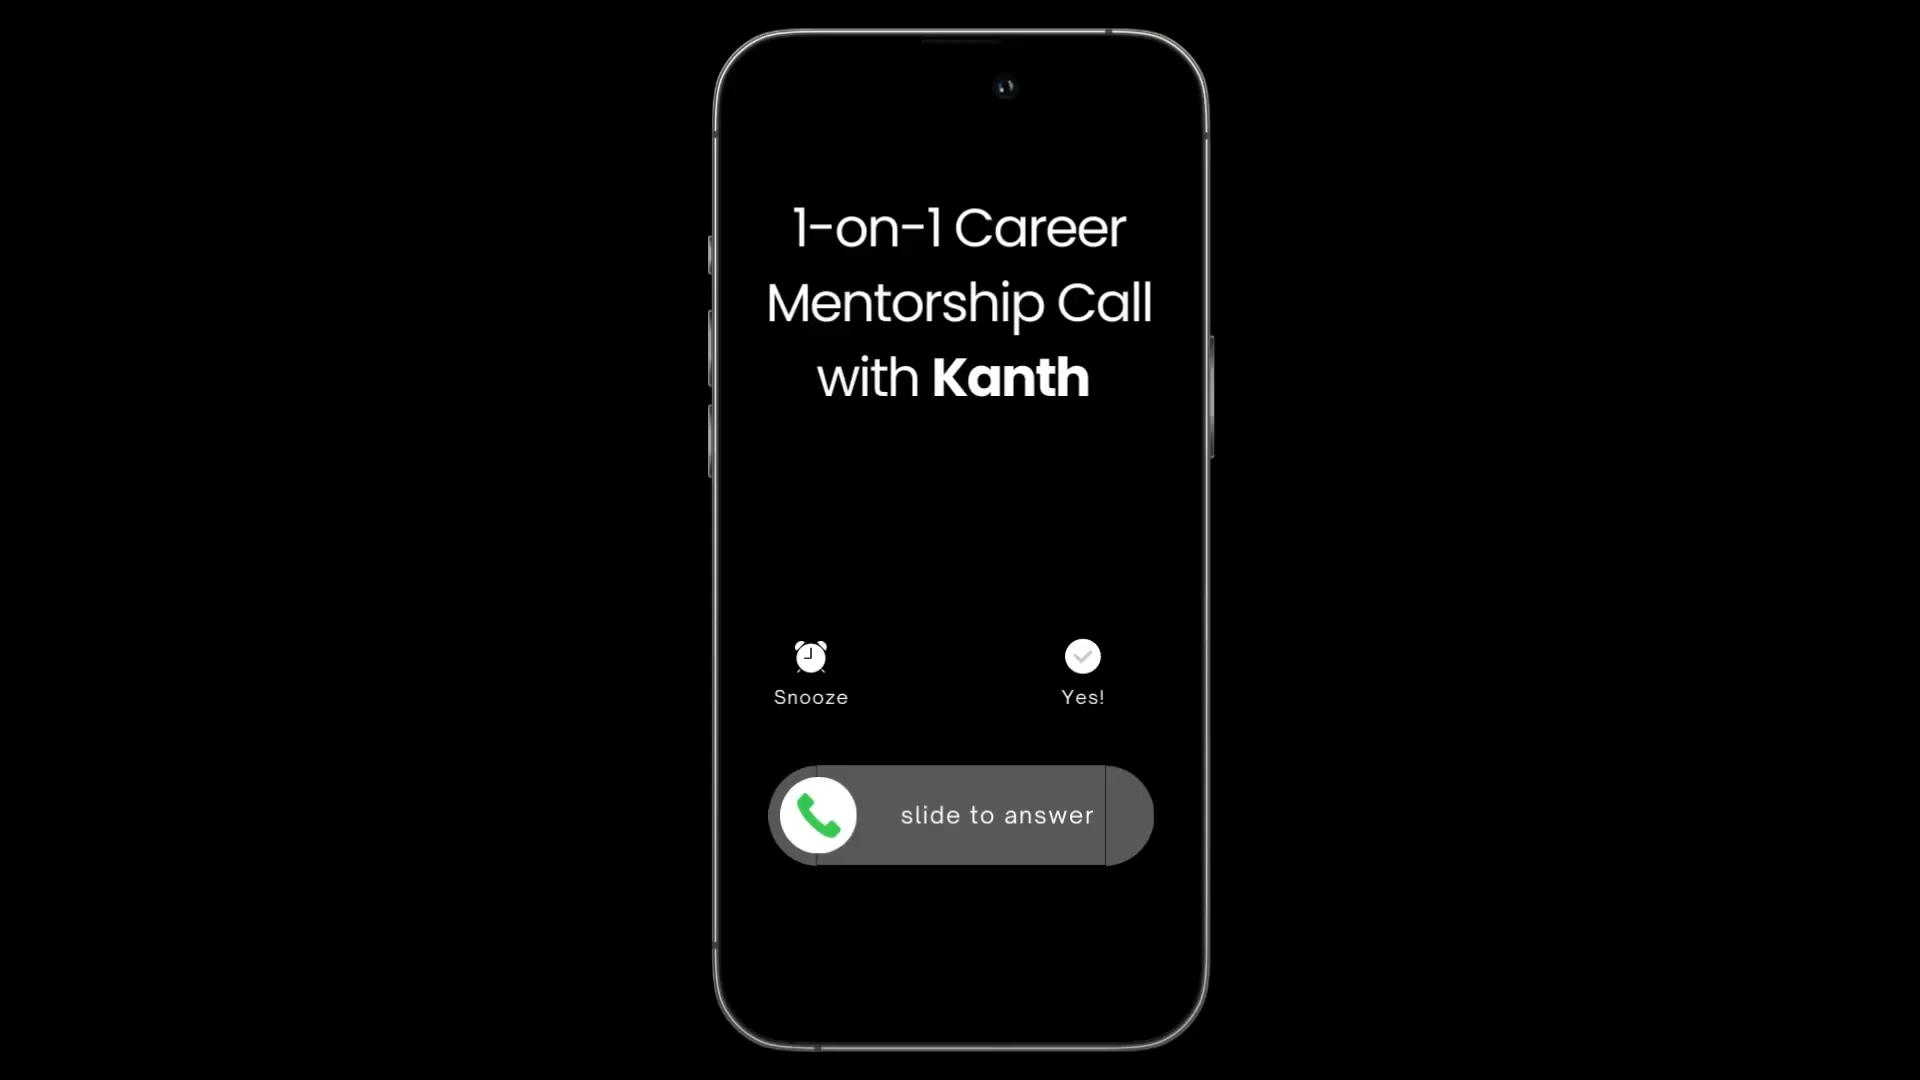 1-on-1 Career
Mentorship Call
with Kanth
Snooze
Yes!
slide to answer